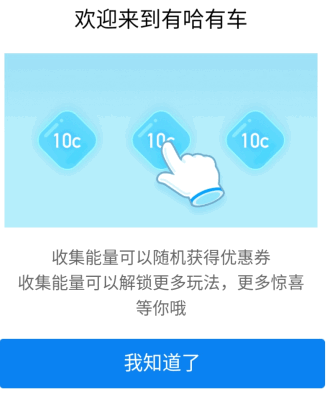 欢迎来到有哈有车
10c
10c
10c
收集能量可以随机获得优惠券
收集能量可以解锁更多玩法，更多惊喜
等你哦
我知道了